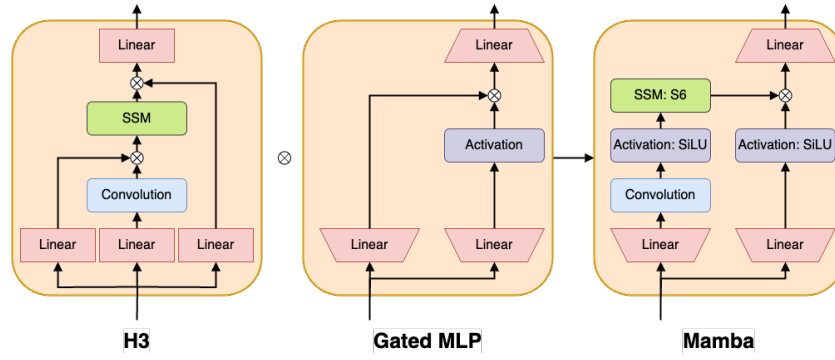 Linear
SSM
Convolution
Linear
Linear
Linear
H3
Linear
Activation
Linear
Linear
Gated MLP
Linear
SSM: S6
Activation: SiLU
Activation: SiLU
Convolution
Linear
Linear
Mamba